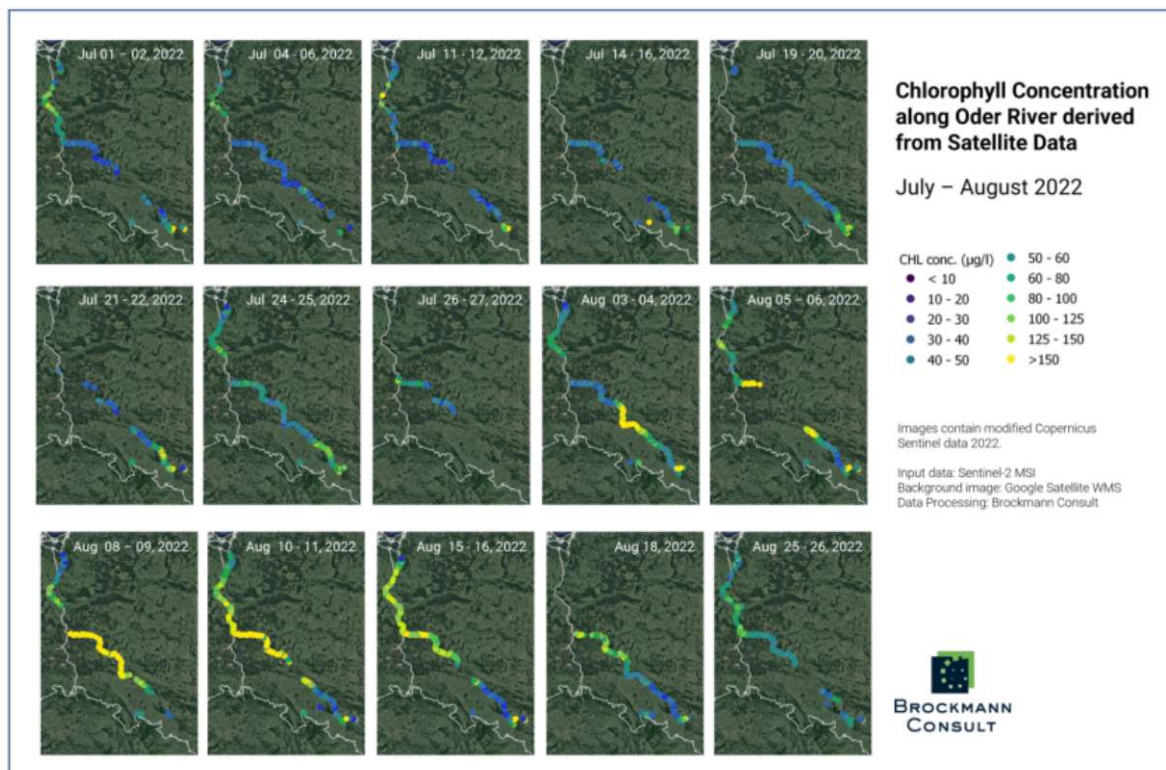 Jul 01 – 02, 2022
Jul 04 - 06, 2022
Jul 11 - 12, 2022
Jul 14 - 16, 2022
Jul 19 - 20, 2022
Chlorophyll Concentration
along Oder River derived
from Satellite Data
July – August 2022
CHL conc. (µg/l)
< 10
10 - 20
20 - 30
30 - 40
40 - 50
50 - 60
60 - 80
80 - 100
100 - 125
125 - 150
>150
Jul 21 - 22, 2022
Jul 24 - 25, 2022
Jul 26 - 27, 2022
Aug 03 - 04, 2022
Aug 05 – 06, 2022
Images contain modified Copernicus
Sentinel data 2022.
Input data: Sentinel-2 MSI
Background image: Google Satellite WMS
Data Processing: Brockmann Consult
Aug 08 – 09, 2022
Aug 10 - 11, 2022
Aug 15 - 16, 2022
Aug 18, 2022
Aug 25 - 26, 2022
BROCKMANN
CONSULT